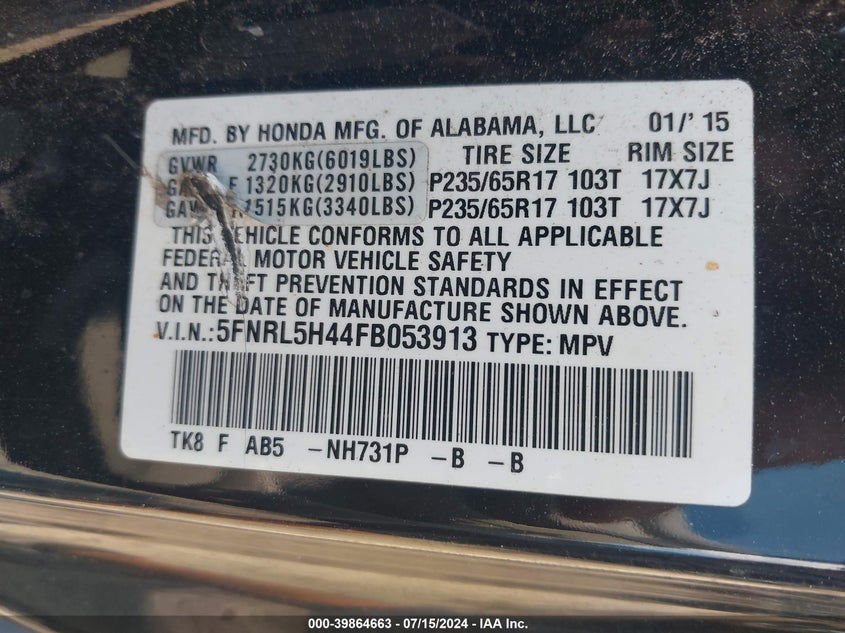 MFD. BY HONDA MFG. OF ALABAMA, LLC 01/'15
GVWR 2730KG(6019LBS) TIRE SIZE RIM SIZE
F 1320KG(2910LBS) P235/65R17 103T 17X7J
1515KG(3340LBS) P235/65R17 103T 17X7J
THIS VEHICLE CONFORMS TO ALL APPLICABLE
FEDERAL MOTOR VEHICLE SAFETY
AND THEFT PREVENTION STANDARDS IN EFFECT
ON THE DATE OF MANUFACTURE SHOWN ABOVE.
V.I.N.:5FNRL5H44FB053913 TYPE: MPV
TK8 F AB5 -NH731P -B -B
000-39864663 - 07/15/2024 - IAA Inc.